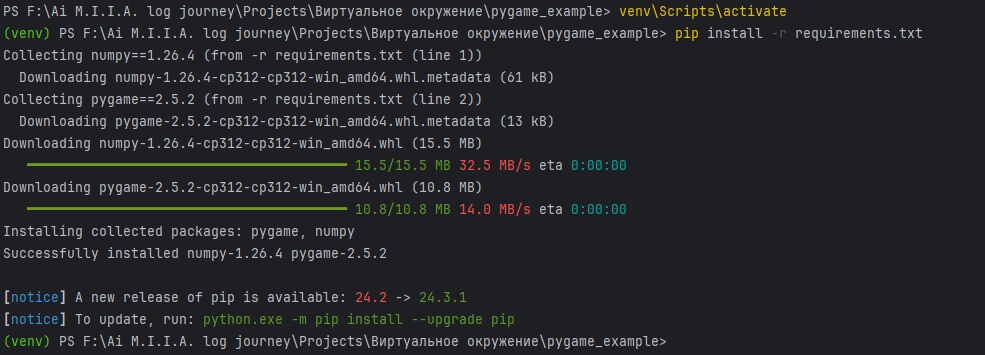 PS F:\Ai M.I.I.A. log journey\Projects\Виртуальное окружение\pygame_example> venv\Scripts\activate
(venv) PS F:\Ai M.I.I.A. log journey\Projects\Виртуальное окружение\pygame_example> pip install -r requirements.txt
Collecting numpy==1.26.4 (from -r requirements.txt (line 1))
  Downloading numpy-1.26.4-cp312-cp312-win_amd64.whl.metadata (61 kB)
Collecting pygame==2.5.2 (from -r requirements.txt (line 2))
  Downloading pygame-2.5.2-cp312-cp312-win_amd64.whl.metadata (13 kB)
Downloading numpy-1.26.4-cp312-cp312-win_amd64.whl (15.5 MB)
15.5/15.5 MB 32.5 MB/s eta 0:00:00
Downloading pygame-2.5.2-cp312-cp312-win_amd64.whl (10.8 MB)
10.8/10.8 MB 14.0 MB/s eta 0:00:00
Installing collected packages: pygame, numpy
Successfully installed numpy-1.26.4 pygame-2.5.2
[notice] A new release of pip is available: 24.2 -> 24.3.1
[notice] To update, run: python.exe -m pip install --upgrade pip
(venv) PS F:\Ai M.I.I.A. log journey\Projects\Виртуальное окружение\pygame_example>